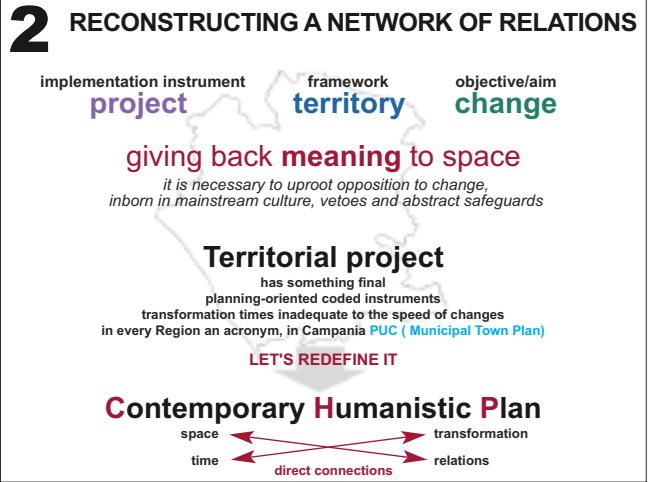 2 RECONSTRUCTING A NETWORK OF RELATIONS
implementation instrument framework objective/aim
project territory change
giving back meaning to space
it is necessary to uproot opposition to change,
inborn in mainstream culture, vetoes and abstract safeguards
Territorial project
has something final
planning-oriented coded instruments
transformation times inadequate to the speed of changes
in every Region an acronym, in Campania PUC ( Municipal Town Plan)
LET'S REDEFINE IT
Contemporary Humanistic Plan
space transformation
time relations
direct connections